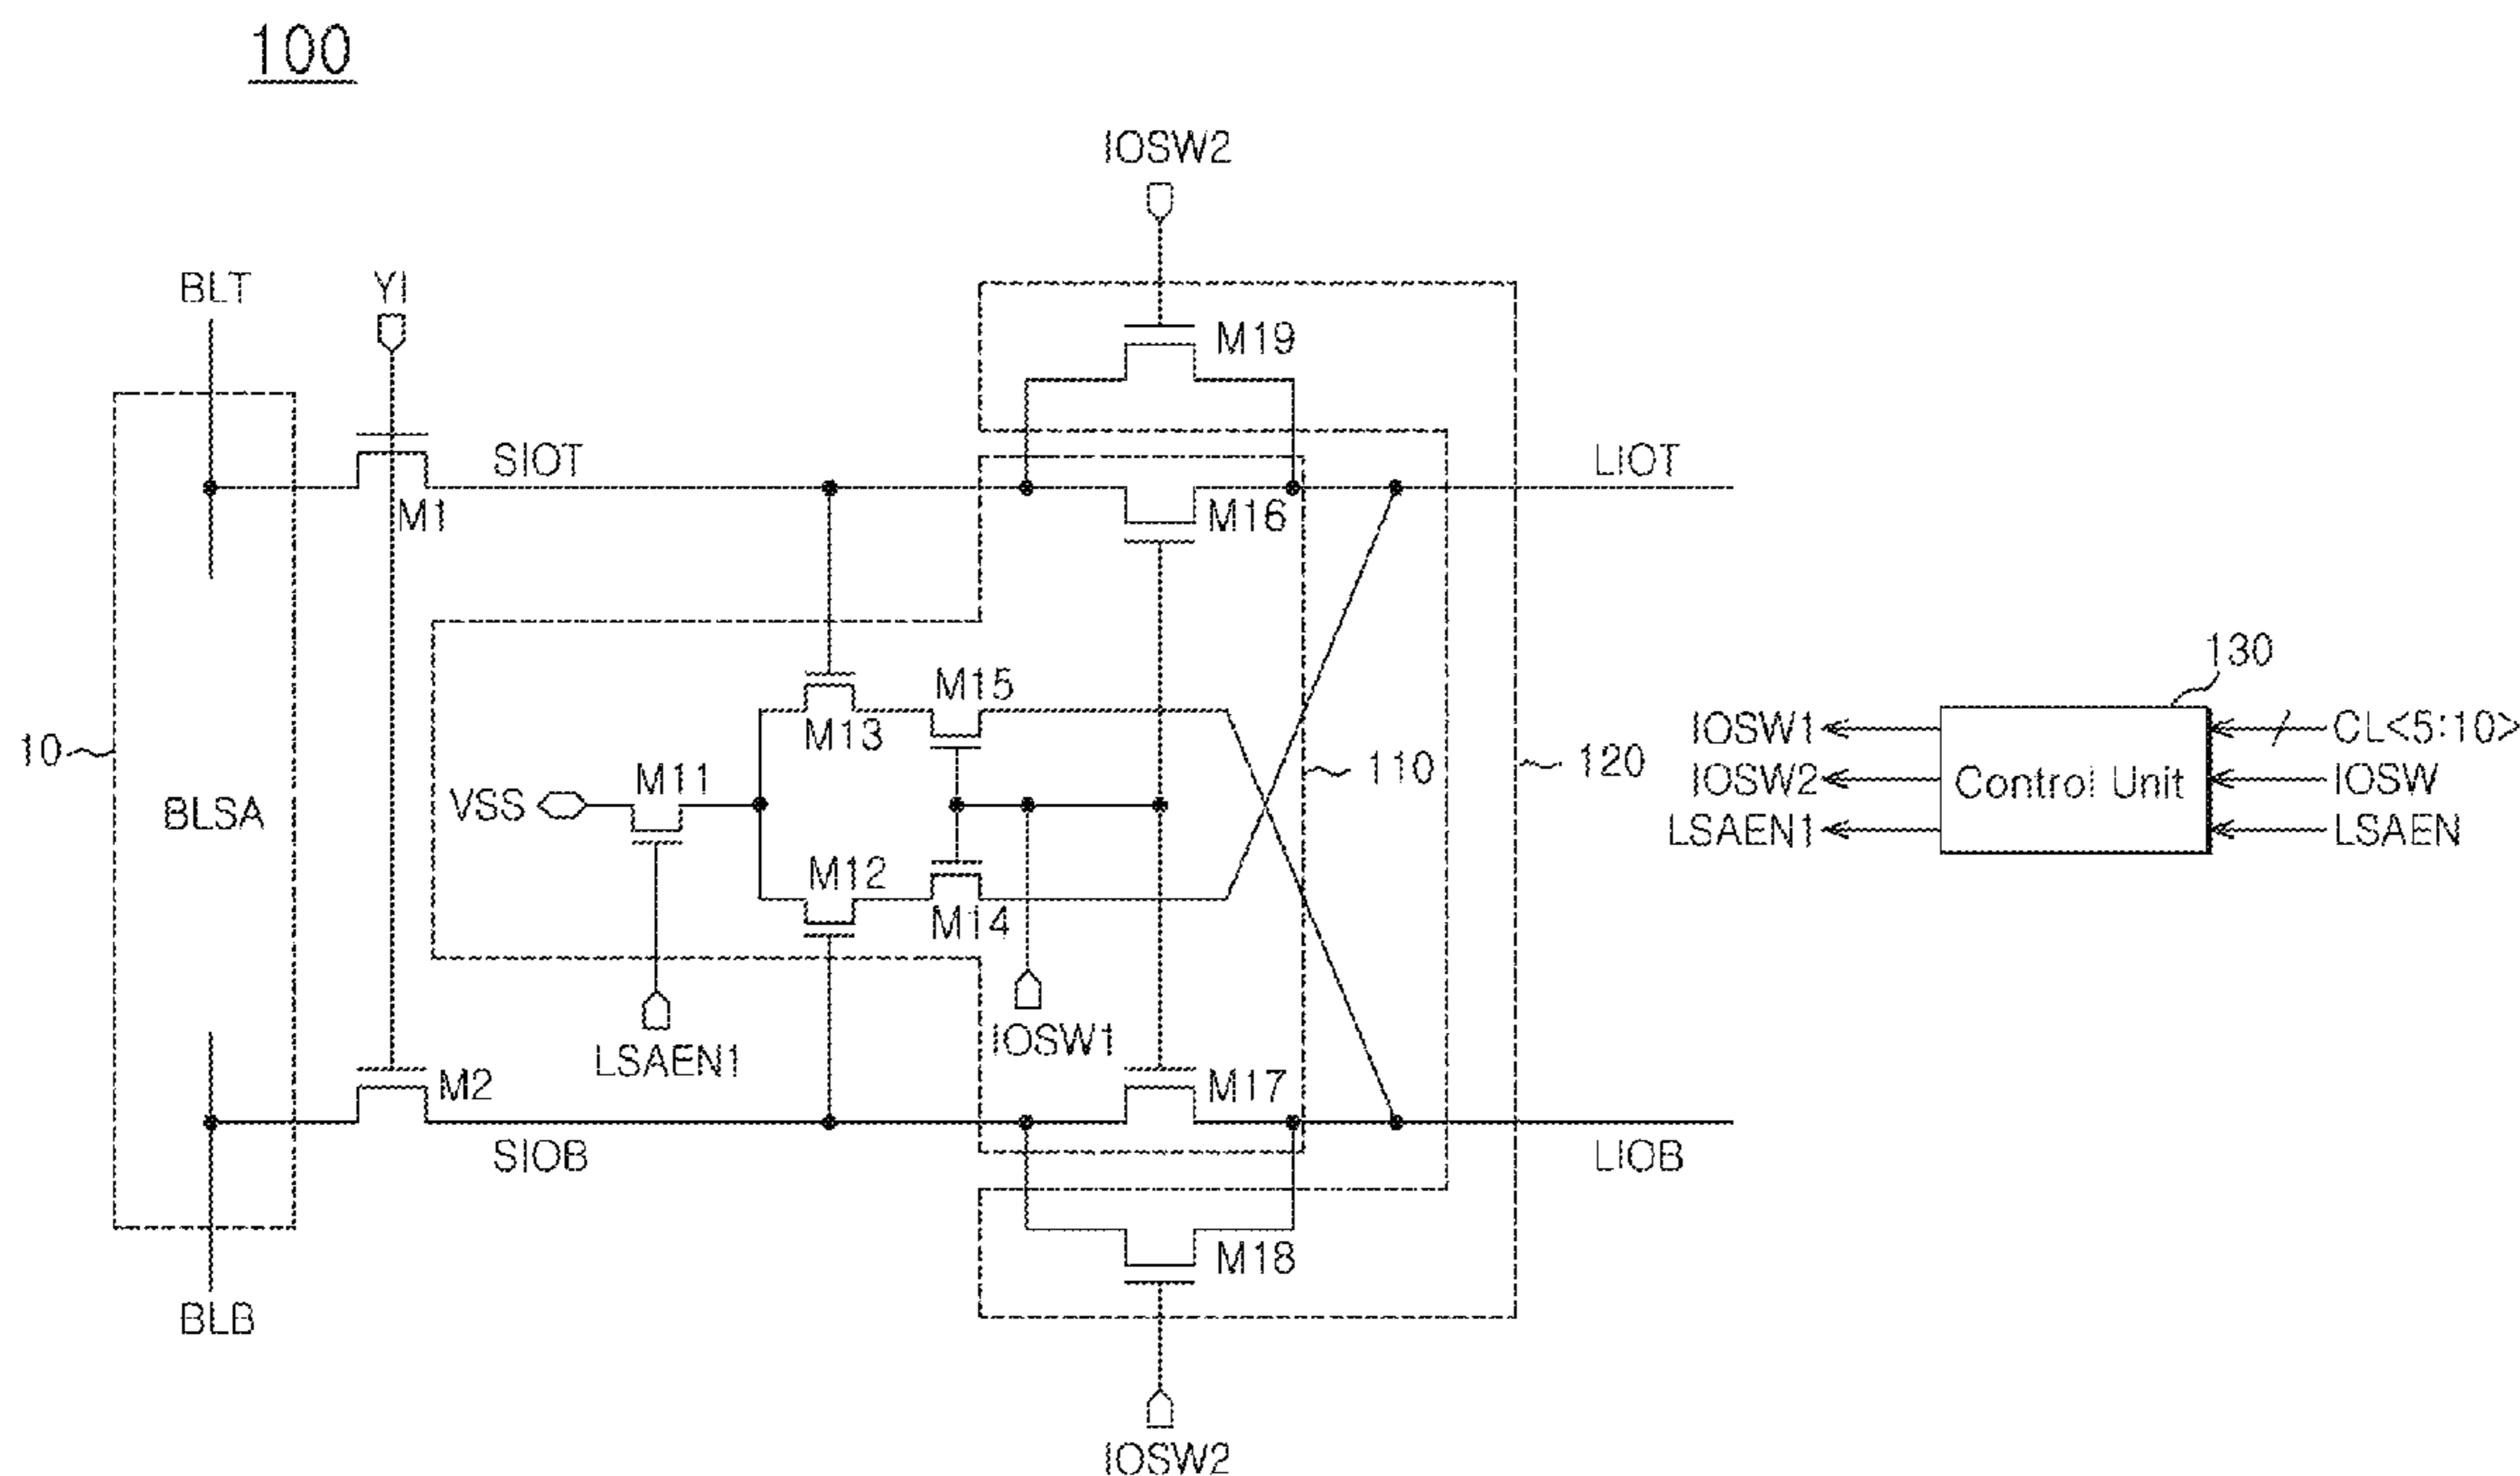 100
IOSW2
BLT
YI
M19
SIOT
LIOT
M1
M16
130
M15
M13
10
110
120
IOSW1
CL<5:10>
M11
VSS
IOSW2
Control Unit
IOSW
BLSA
LSAEN1
LSAEN
M12
M14
IOSW1
LSAEN1
M2
M17
SIOB
LIOB
M18
BLB
IOSW2